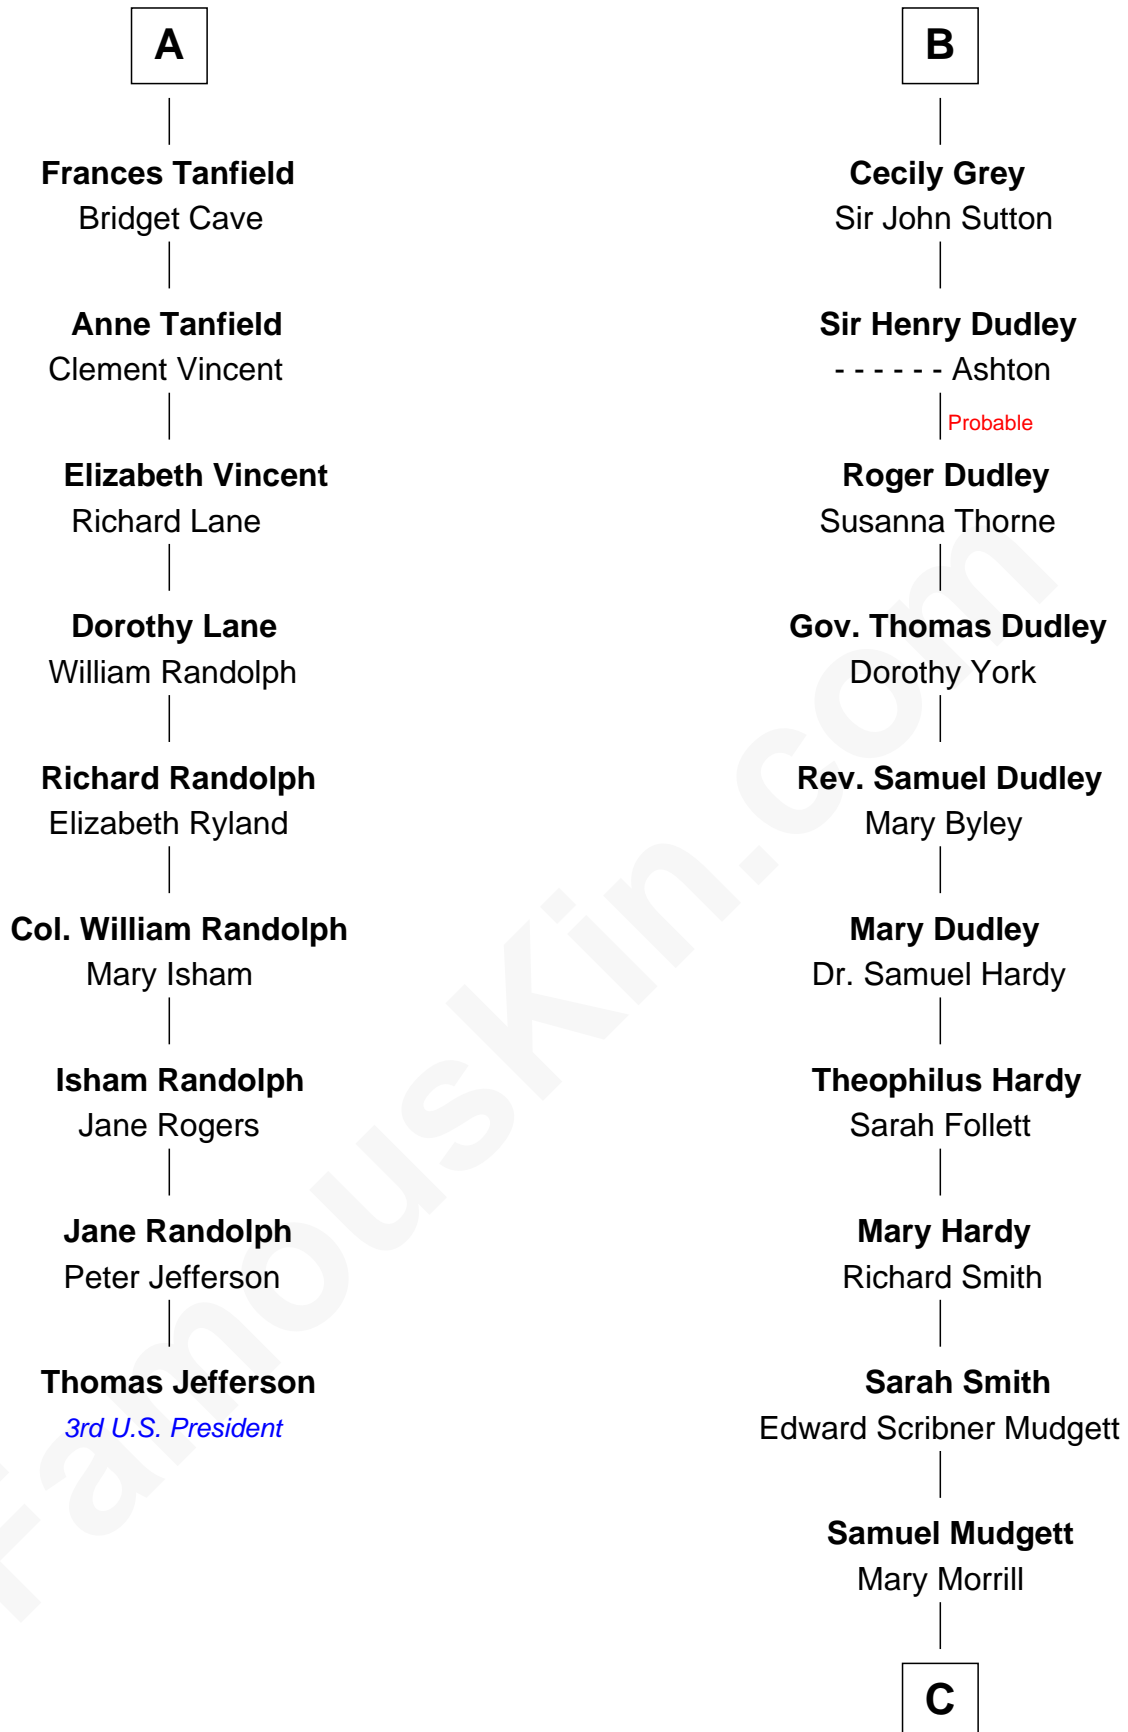 A
Frances Tanfield
Bridget Cave
Anne Tanfield
Clement Vincent
Elizabeth Vincent
Richard Lane
Dorothy Lane
William Randolph
Richard Randolph
Elizabeth Ryland
Col. William Randolph
Mary Isham
Isham Randolph
Jane Rogers
Jane Randolph
Peter Jefferson
Thomas Jefferson
3rd U.S. President
B
Cecily Grey
Sir John Sutton
Sir Henry Dudley
- - - - - - Ashton
Probable
Roger Dudley
Susanna Thorne
Gov. Thomas Dudley
Dorothy York
Rev. Samuel Dudley
Mary Byley
Mary Dudley
Dr. Samuel Hardy
Theophilus Hardy
Sarah Follett
Mary Hardy
Richard Smith
Sarah Smith
Edward Scribner Mudgett
Samuel Mudgett
Mary Morrill
C
FamousKin.com